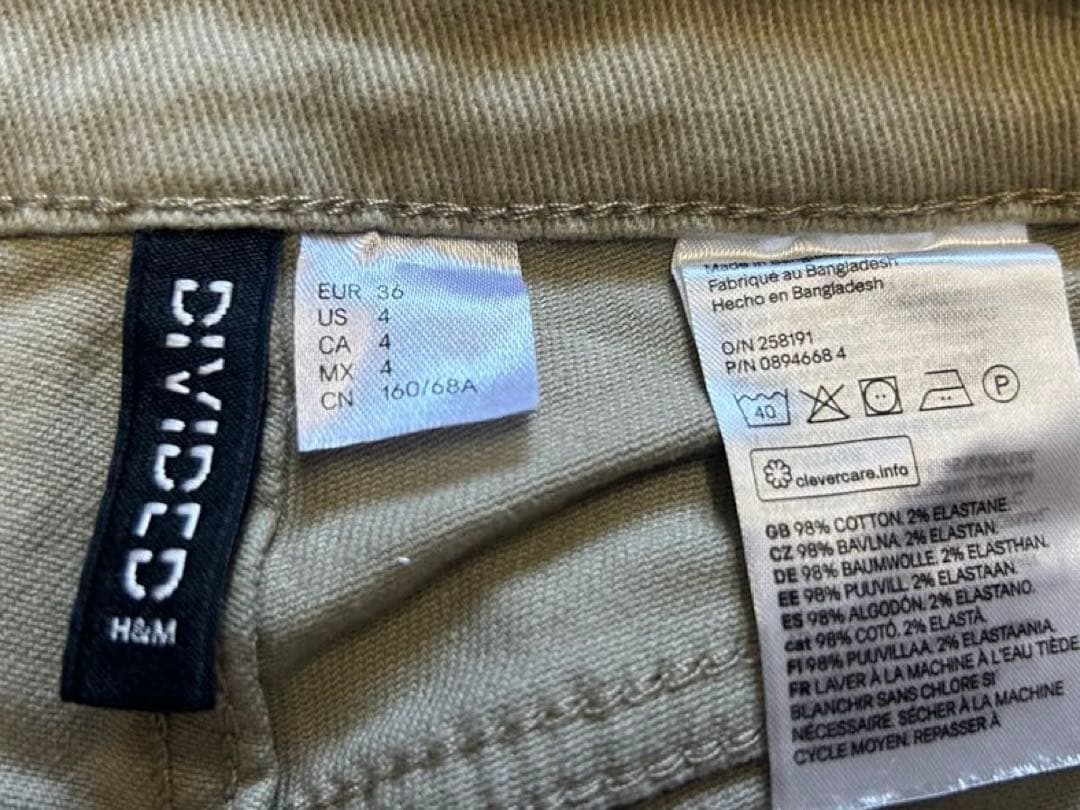 DIVIDED
H&M
EUR 36
US 4
CA 4
MX 4
CN 160/68A
Made in
Fabriqué au Bangladesh
Hecho en Bangladesh
O/N 258191
P/N 0894668 4
40
P
clevercare.info
GB 98% COTTON. 2% ELASTANE.
CZ 98% BAVLNA. 2% ELASTAN.
DE 98% BAUMWOLLE. 2% ELASTHAN.
EE 98% PUUVILL. 2% ELASTAAN.
ES 98% ALGODÓN. 2% ELASTANO.
cat 98% COTÓ. 2% ELASTÀ.
FI 98% PUUVILLAA. 2% ELASTAANIA.
FR LAVER À LA MACHINE À L'EAU TIÈDE.
BLANCHIR SANS CHLORE SI
NÉCESSAIRE. SÉCHER À LA MACHINE
CYCLE MOYEN. REPASSER À